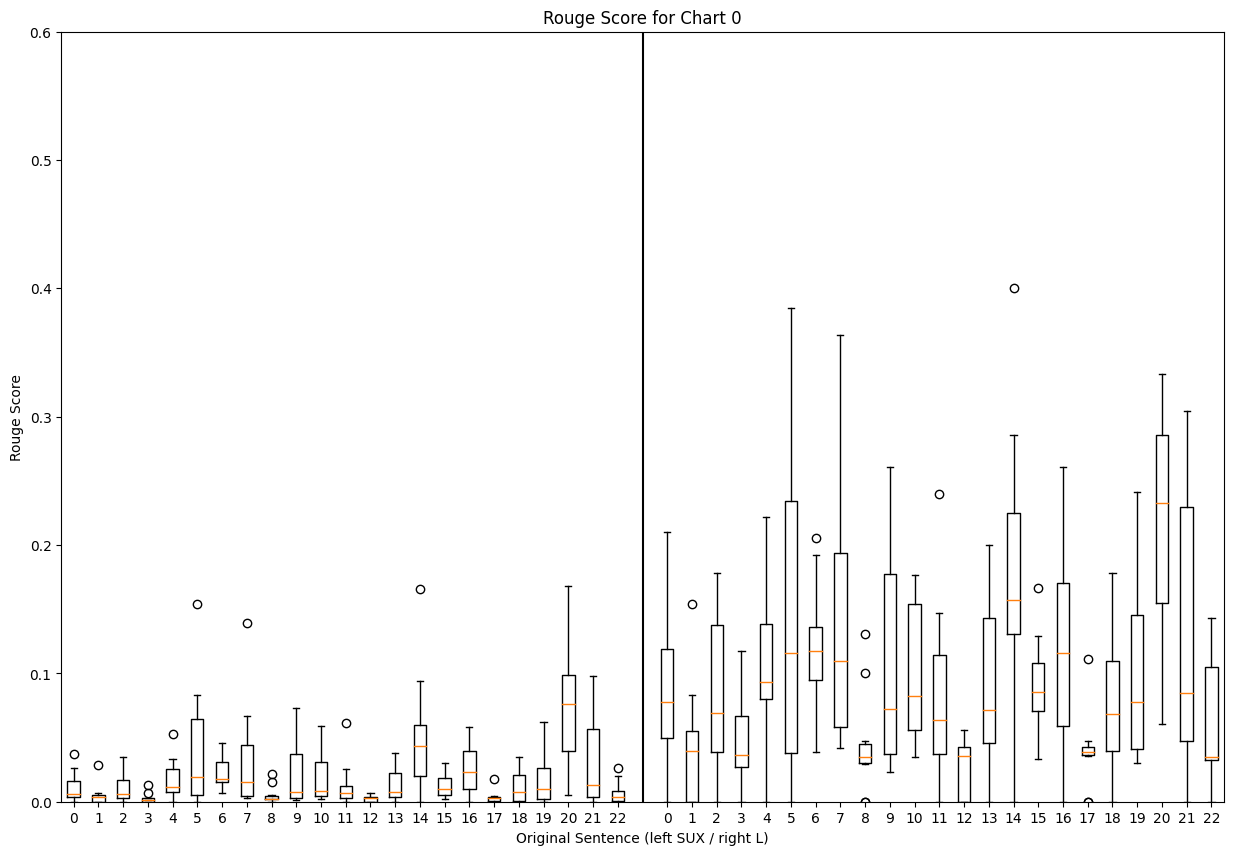 Rouge Score for Chart 0
Rouge Score
0.6
0.5
0.4
0.3
0.2
0.1
0.0
0 1 2 3 4 5 6 7 8 9 10 11 12 13 14 15 16 17 18 19 20 21 22 0 1 2 3 4 5 6 7 8 9 10 11 12 13 14 15 16 17 18 19 20 21 22
Original Sentence (left SUX / right L)